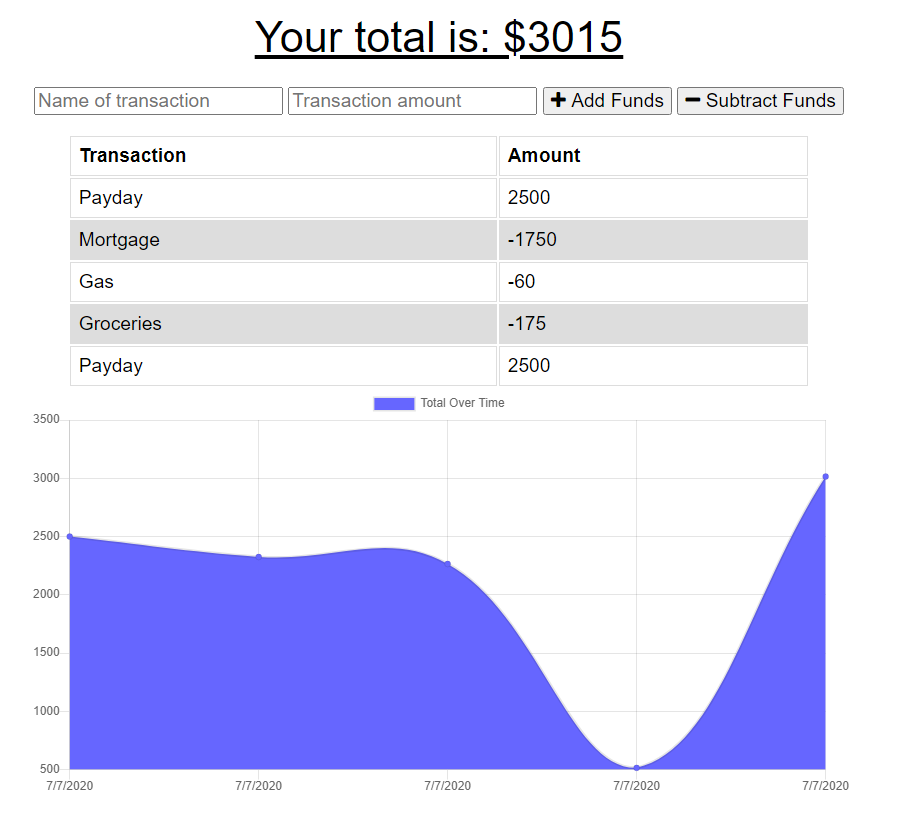 Your total is: $3015
Name of transaction Transaction amount + Add Funds − Subtract Funds
Transaction Amount
Payday 2500
Mortgage -1750
Gas -60
Groceries -175
Payday 2500
Total Over Time
3500
3000
2500
2000
1500
1000
500
7/7/2020 7/7/2020 7/7/2020 7/7/2020 7/7/2020